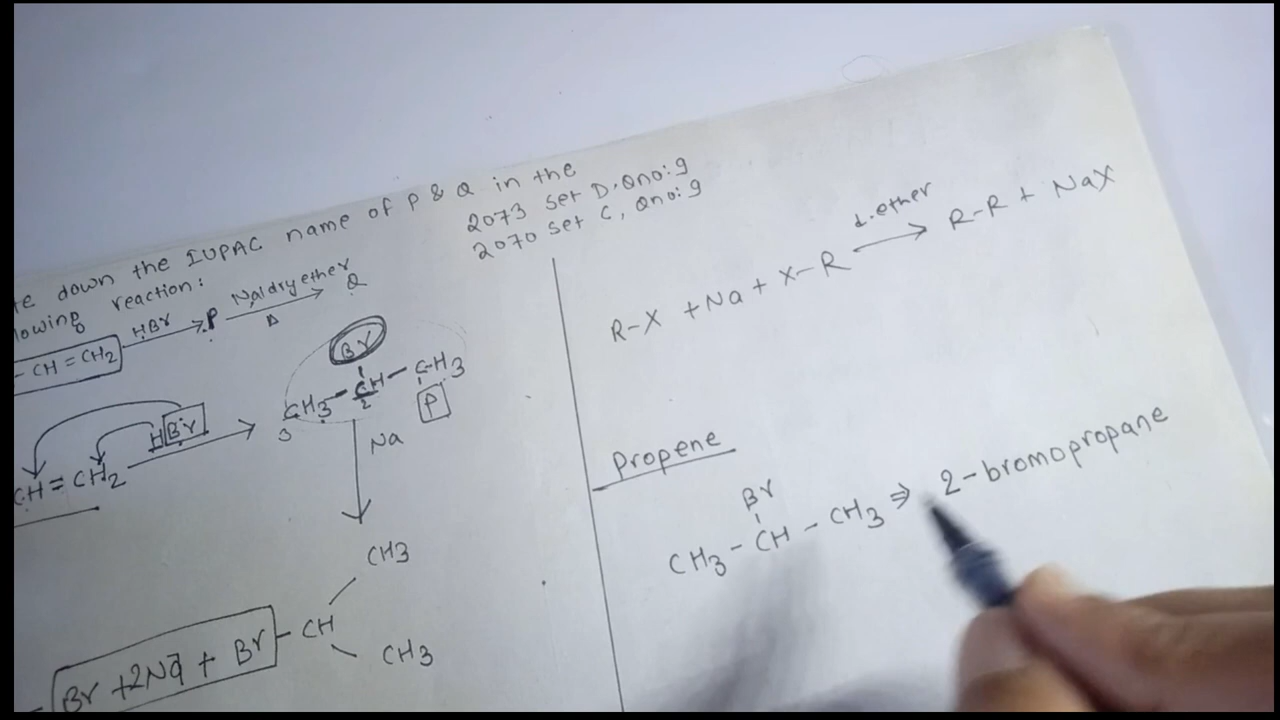 te down the IUPAC name of P & Q in the
lowing reaction:
2073 set D, Qno:9
2070 set C, Qno:9
- CH = CH2 HBr → P Na/dry ether Δ → Q
CH = CH2 HBr →
Br
CH3 - CH - CH3
3 2
P
Na
CH3
Br + 2Na + Br - CH
CH3
R-X + Na + X-R d.ether → R-R + NaX
Propene
Br
CH3 - CH - CH3 ⇒ 2-bromopropane